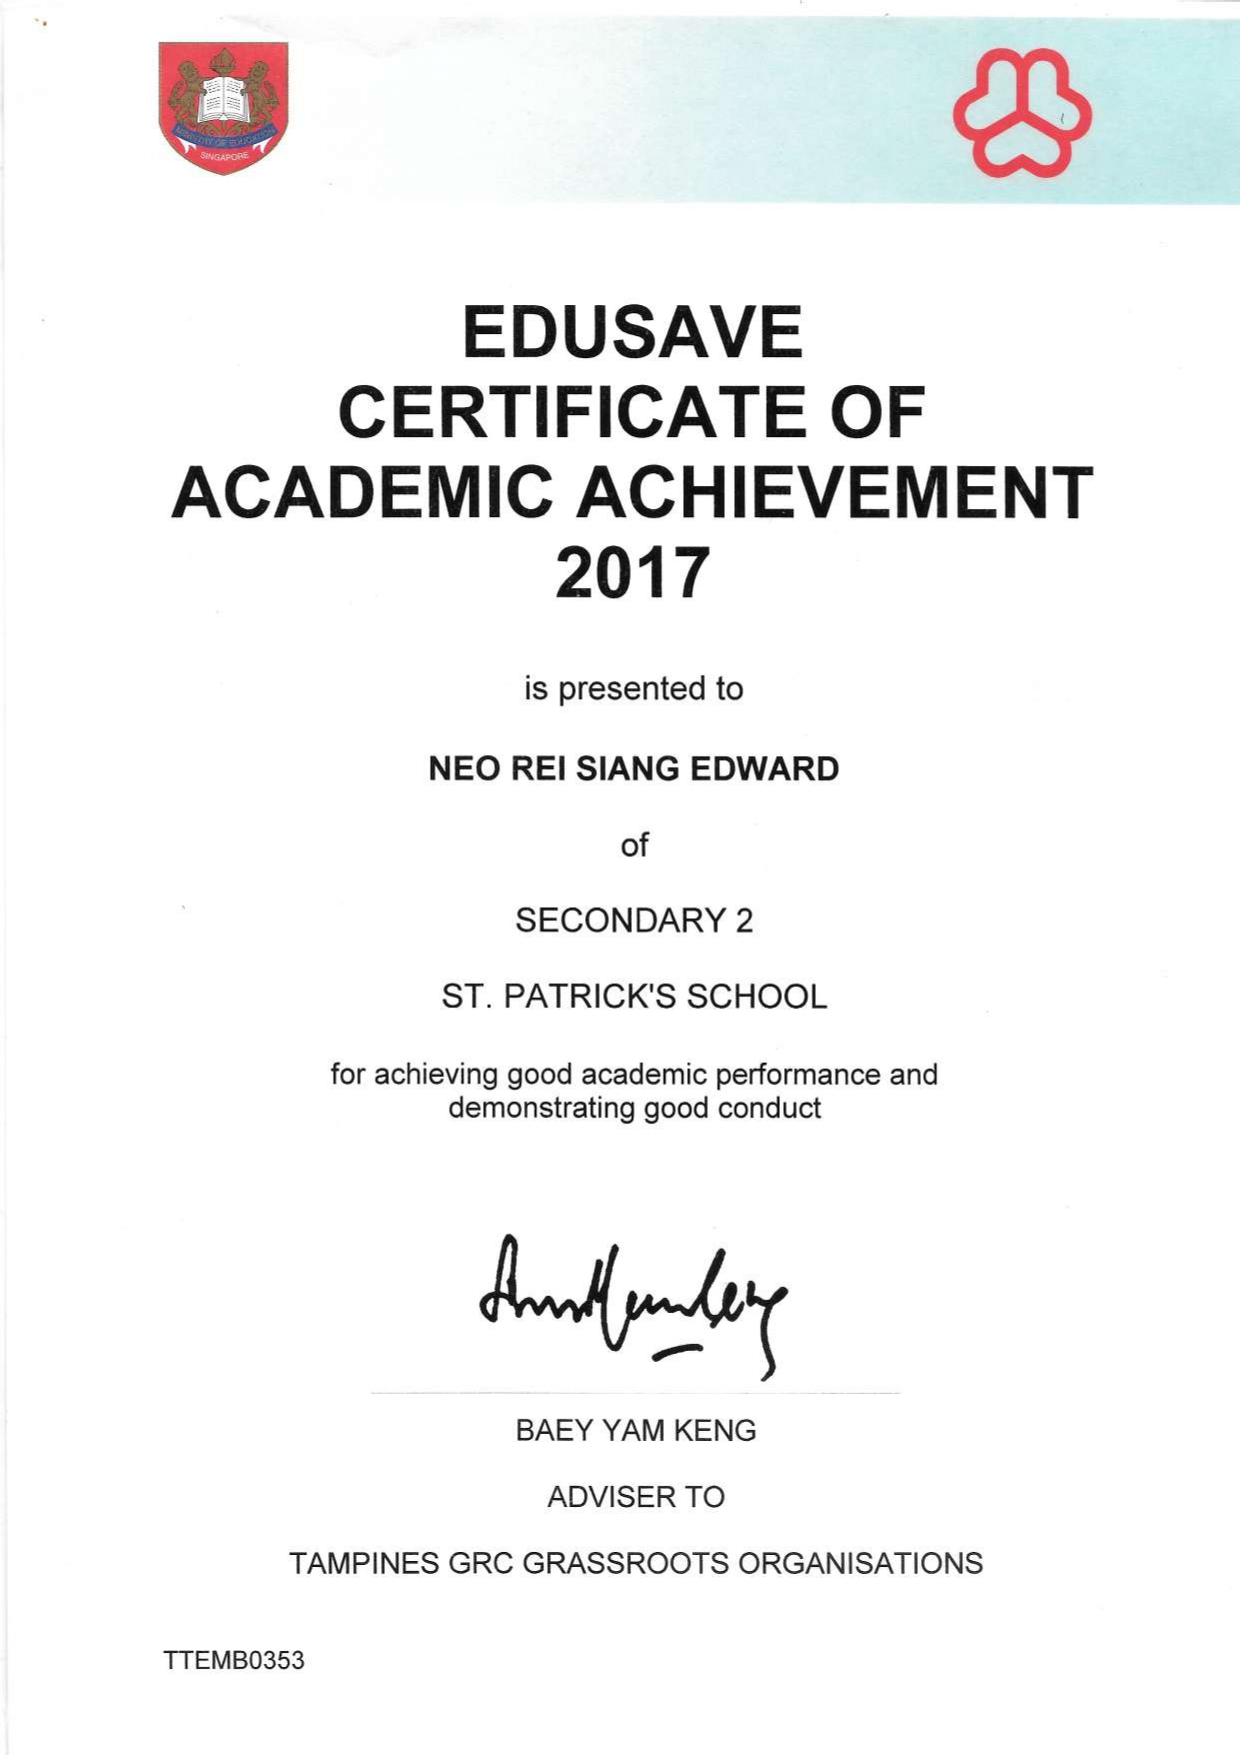 MINISTRY OF EDUCATION
SINGAPORE
EDUSAVE
CERTIFICATE OF
ACADEMIC ACHIEVEMENT
2017
is presented to
NEO REI SIANG EDWARD
of
SECONDARY 2
ST. PATRICK'S SCHOOL
for achieving good academic performance and
demonstrating good conduct
BAEY YAM KENG
ADVISER TO
TAMPINES GRC GRASSROOTS ORGANISATIONS
TTEMB0353